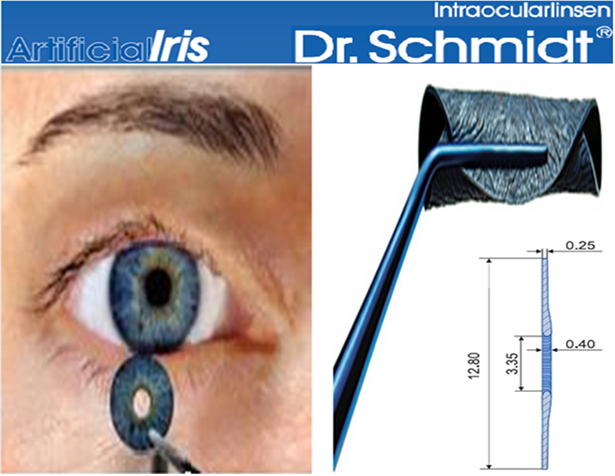 Intraocularlinsen
ArtificialIris
Dr. Schmidt®
0.25
12.80
3.35
0.40